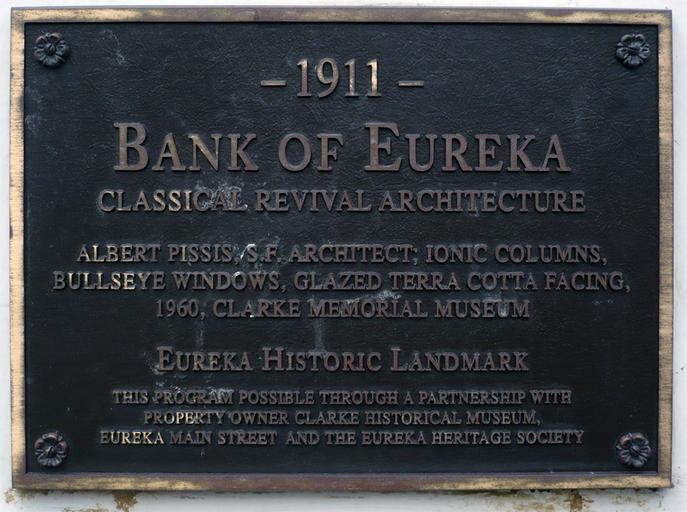 – 1911 –
BANK OF EUREKA
CLASSICAL REVIVAL ARCHITECTURE
ALBERT PISSIS, S.F. ARCHITECT; IONIC COLUMNS,
BULLSEYE WINDOWS, GLAZED TERRA COTTA FACING,
1960, CLARKE MEMORIAL MUSEUM
EUREKA HISTORIC LANDMARK
THIS PROGRAM POSSIBLE THROUGH A PARTNERSHIP WITH
PROPERTY OWNER CLARKE HISTORICAL MUSEUM,
EUREKA MAIN STREET AND THE EUREKA HERITAGE SOCIETY